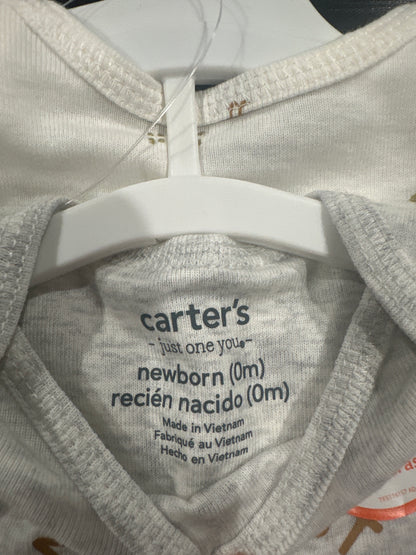 carter's
- just one you®-
newborn (0m)
recién nacido (0m)
Made in Vietnam
Fabriqué au Vietnam
Hecho en Vietnam